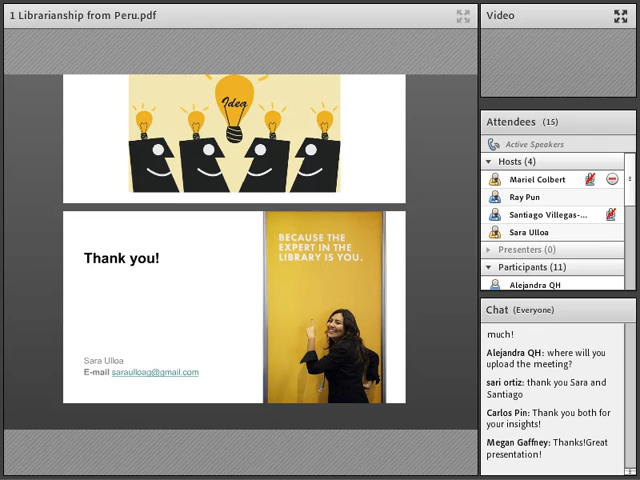 1 Librarianship from Peru.pdf
Idea
Thank you!
BECAUSE THE
EXPERT IN THE
LIBRARY IS YOU.
Sara Ulloa
E-mail saraulloag@gmail.com
Video
Attendees (15)
Active Speakers
Hosts (4)
Mariel Colbert
Ray Pun
Santiago Villegas-...
Sara Ulloa
Presenters (0)
Participants (11)
Alejandra QH
Chat (Everyone)
much!
Alejandra QH: where will you
upload the meeting?
sari ortiz: thank you Sara and
Santiago
Carlos Pin: Thank you both for
your insights!
Megan Gaffney: Thanks!Great
presentation!